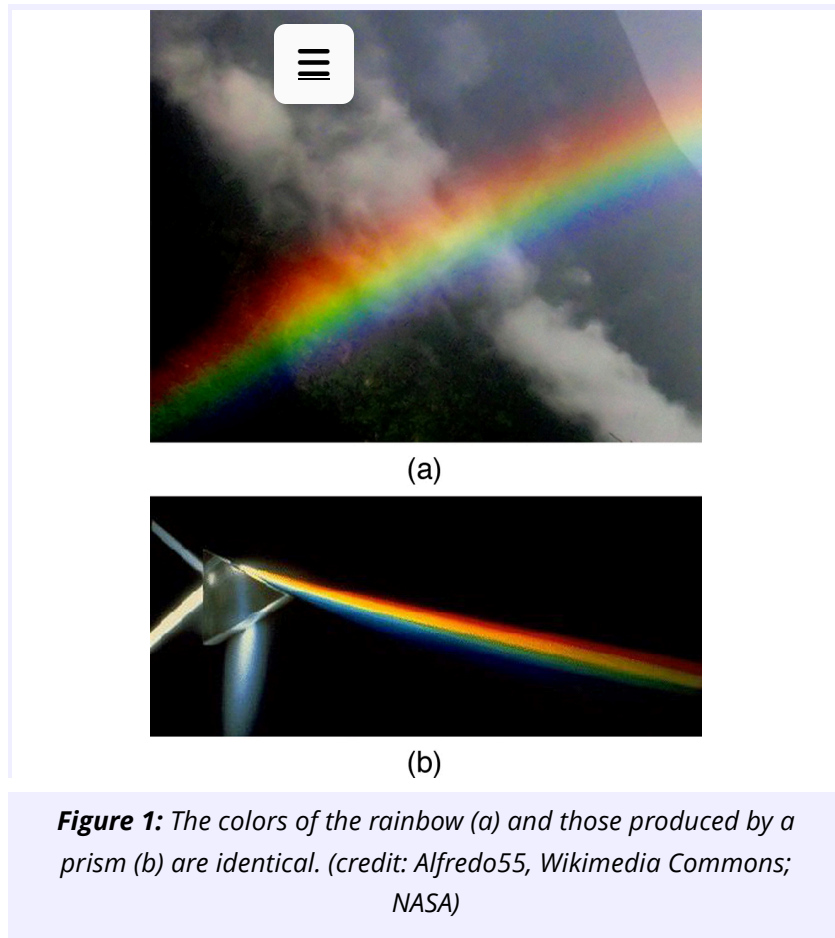 (a)
(b)
Figure 1: The colors of the rainbow (a) and those produced by a
prism (b) are identical. (credit: Alfredo55, Wikimedia Commons;
NASA)